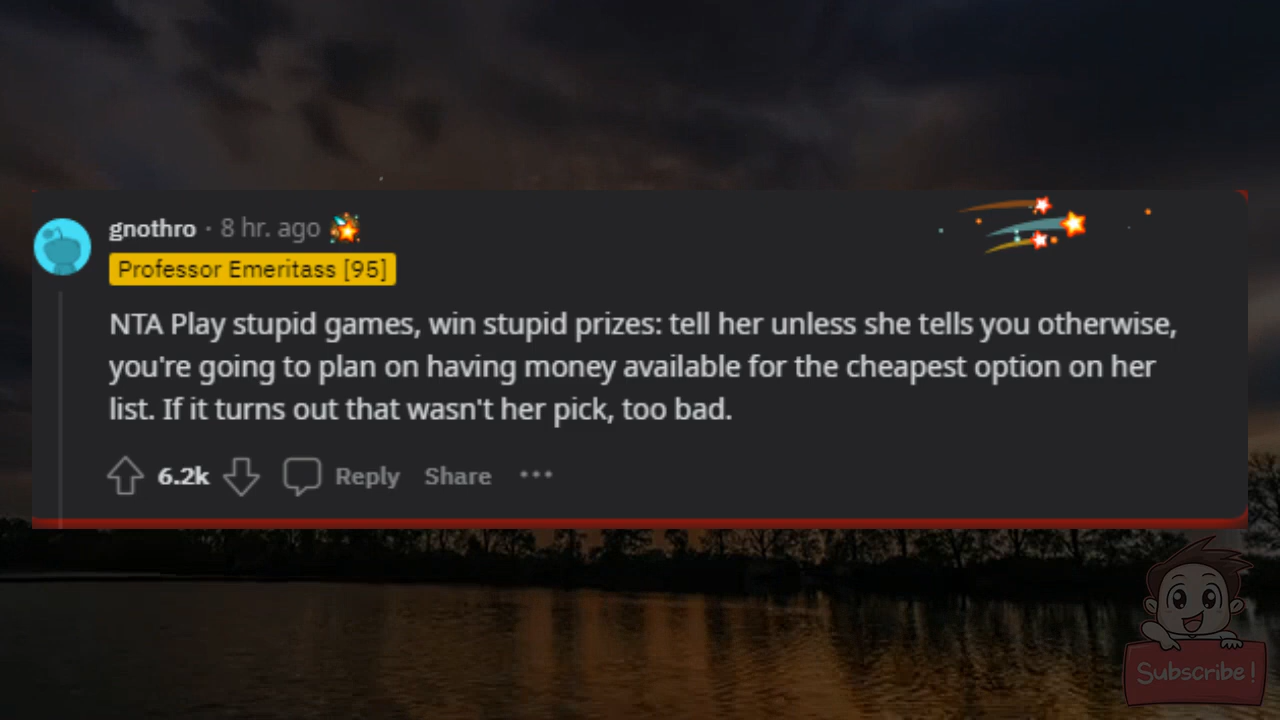 gnothro · 8 hr. ago
Professor Emeritass [95]
NTA Play stupid games, win stupid prizes: tell her unless she tells you otherwise,
you're going to plan on having money available for the cheapest option on her
list. If it turns out that wasn't her pick, too bad.
6.2k Reply Share ···
Subscribe!